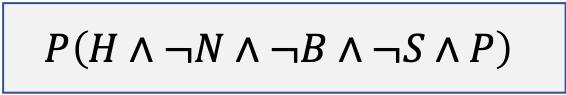 P(H ∧ ¬N ∧ ¬B ∧ ¬S ∧ P)